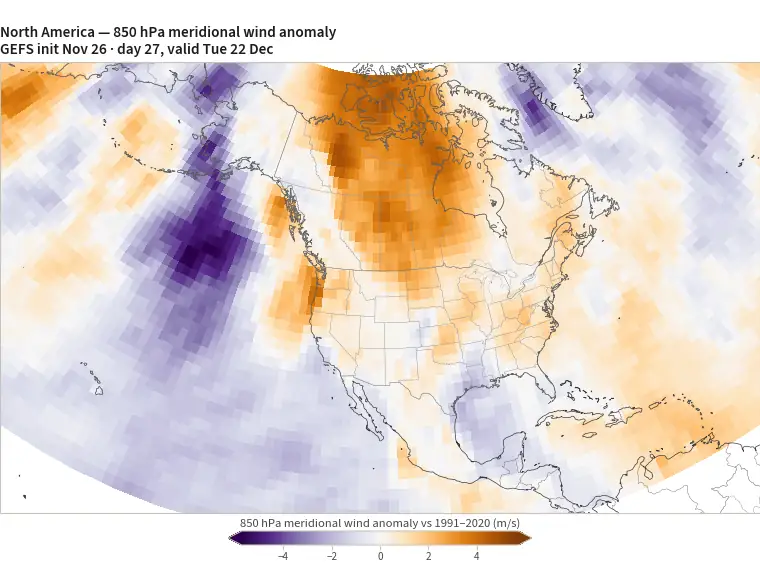 North America — 850 hPa meridional wind anomaly
GEFS init Nov 26 · day 27, valid Tue 22 Dec
850 hPa meridional wind anomaly vs 1991–2020 (m/s)
−4 −2 0 2 4